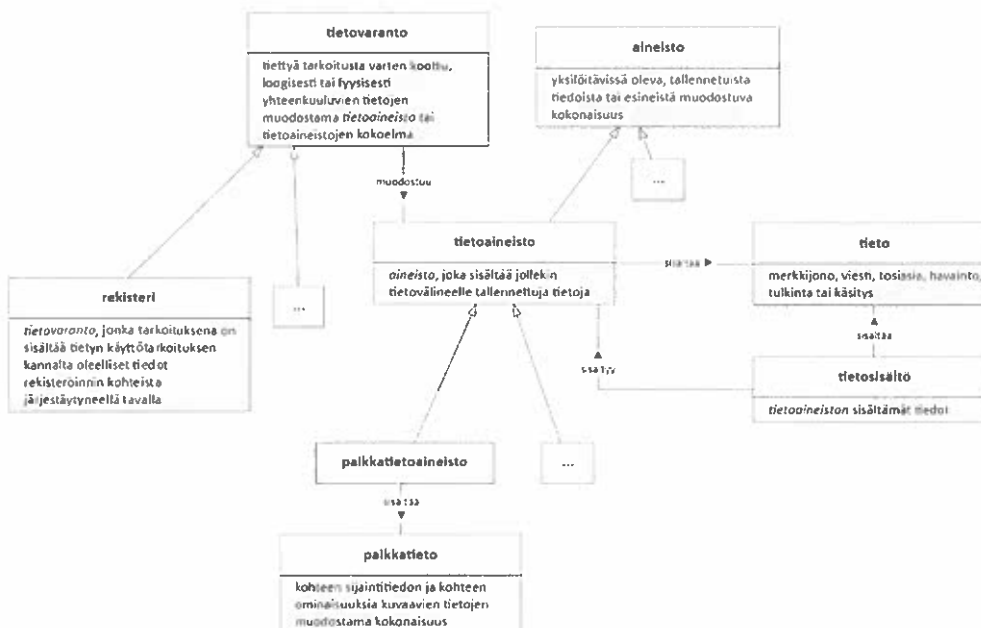 tietovaranto
tiettyä tarkoitusta varten koottu,
loogisesti tai fyysisesti
yhteenkuuluvien tietojen
muodostama tietoaineisto tai
tietoaineistojen kokoelma
aineisto
yksilöitävissä oleva, tallennetuista
tiedoista tai esineistä muodostuva
kokonaisuus
...
muodostuu
tietoaineisto
aineisto, joka sisältää jollekin
tietovälineelle tallennettuja tietoja
sisältää
tieto
merkkijono, viesti, tosiasia, havainto,
tulkinta tai käsitys
rekisteri
tietovaranto, jonka tarkoituksena on
sisältää tietyn käyttötarkoituksen
kannalta oleelliset tiedot
rekisteröinnin kohteista
järjestäytyneellä tavalla
...
sisältää
sisältyy
tietosisältö
tietoaineiston sisältämät tiedot
paikkatietoaineisto
...
sisältää
paikkatieto
kohteen sijaintitiedon ja kohteen
ominaisuuksia kuvaavien tietojen
muodostama kokonaisuus